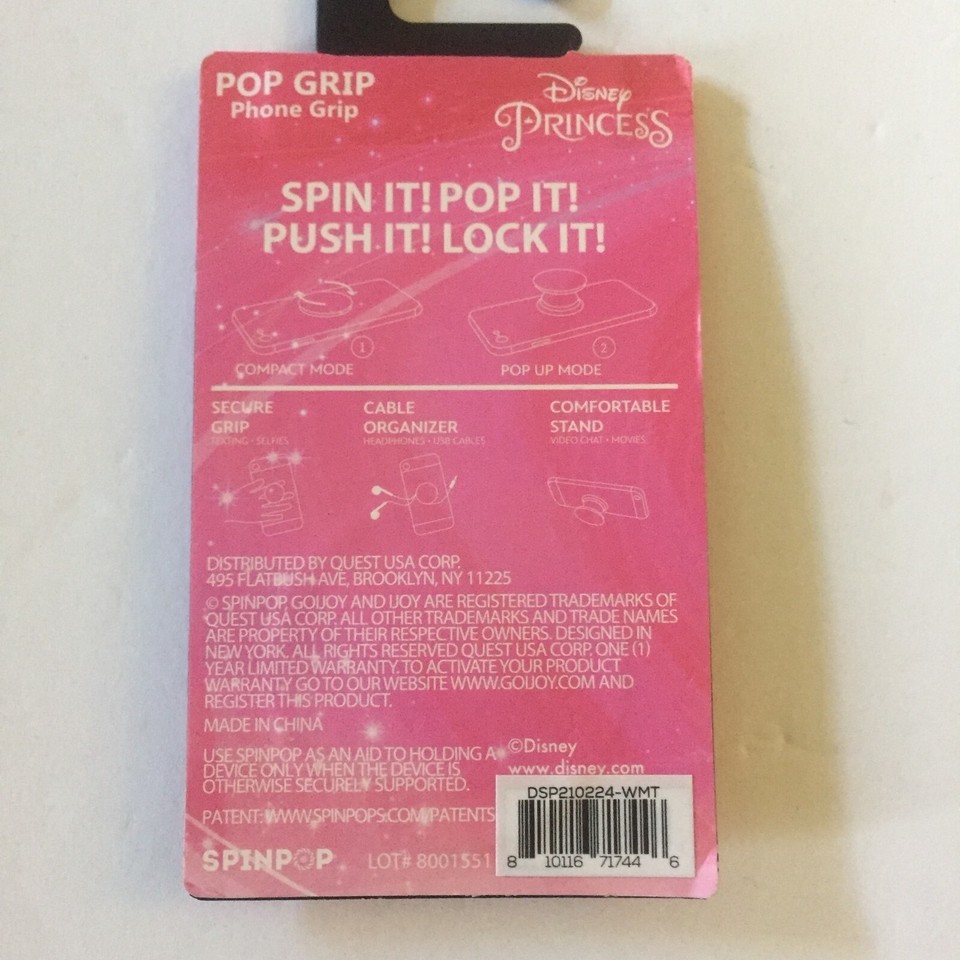 POP GRIP
Phone Grip
Disney
PRINCESS
SPIN IT! POP IT!
PUSH IT! LOCK IT!
1
COMPACT MODE
2
POP UP MODE
SECURE
GRIP
TEXTING • SELFIES
CABLE
ORGANIZER
HEADPHONES • USB CABLES
COMFORTABLE
STAND
VIDEO CHAT • MOVIES
DISTRIBUTED BY QUEST USA CORP.
495 FLATBUSH AVE, BROOKLYN, NY 11225
© SPINPOP, GOIJOY AND IJOY ARE REGISTERED TRADEMARKS OF
QUEST USA CORP. ALL OTHER TRADEMARKS AND TRADE NAMES
ARE PROPERTY OF THEIR RESPECTIVE OWNERS. DESIGNED IN
NEW YORK. ALL RIGHTS RESERVED QUEST USA CORP. ONE (1)
YEAR LIMITED WARRANTY. TO ACTIVATE YOUR PRODUCT
WARRANTY GO TO OUR WEBSITE WWW.GOIJOY.COM AND
REGISTER THIS PRODUCT.
MADE IN CHINA
USE SPINPOP AS AN AID TO HOLDING A
DEVICE ONLY WHEN THE DEVICE IS
OTHERWISE SECURELY SUPPORTED.
©Disney
www.disney.com
PATENT: WWW.SPINPOPS.COM/PATENTS
SPINPOP
LOT# 8001551
DSP210224-WMT
8 10116 71744 6